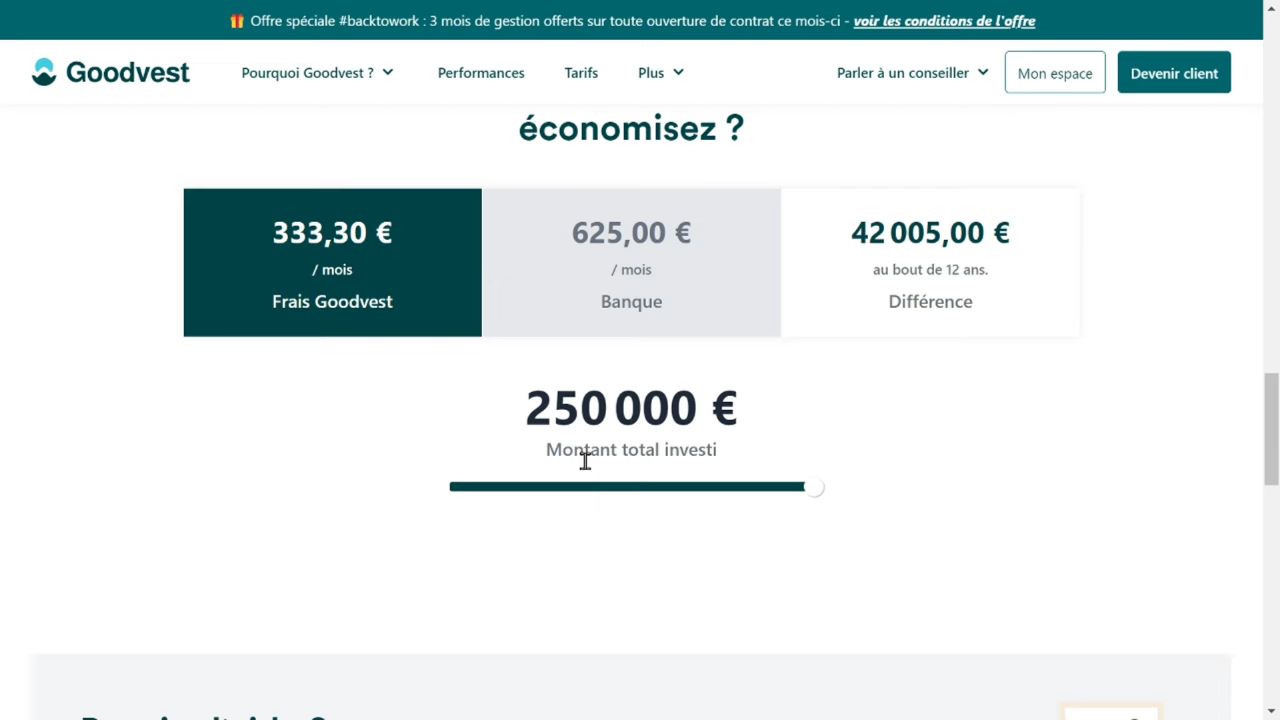 Offre spéciale #backtowork : 3 mois de gestion offerts sur toute ouverture de contrat ce mois-ci - voir les conditions de l'offre
Goodvest
Pourquoi Goodvest ?
Performances
Tarifs
Plus
Parler à un conseiller
Mon espace
Devenir client
économisez ?
333,30 €
/ mois
Frais Goodvest
625,00 €
/ mois
Banque
42 005,00 €
au bout de 12 ans.
Différence
250 000 €
Montant total investi